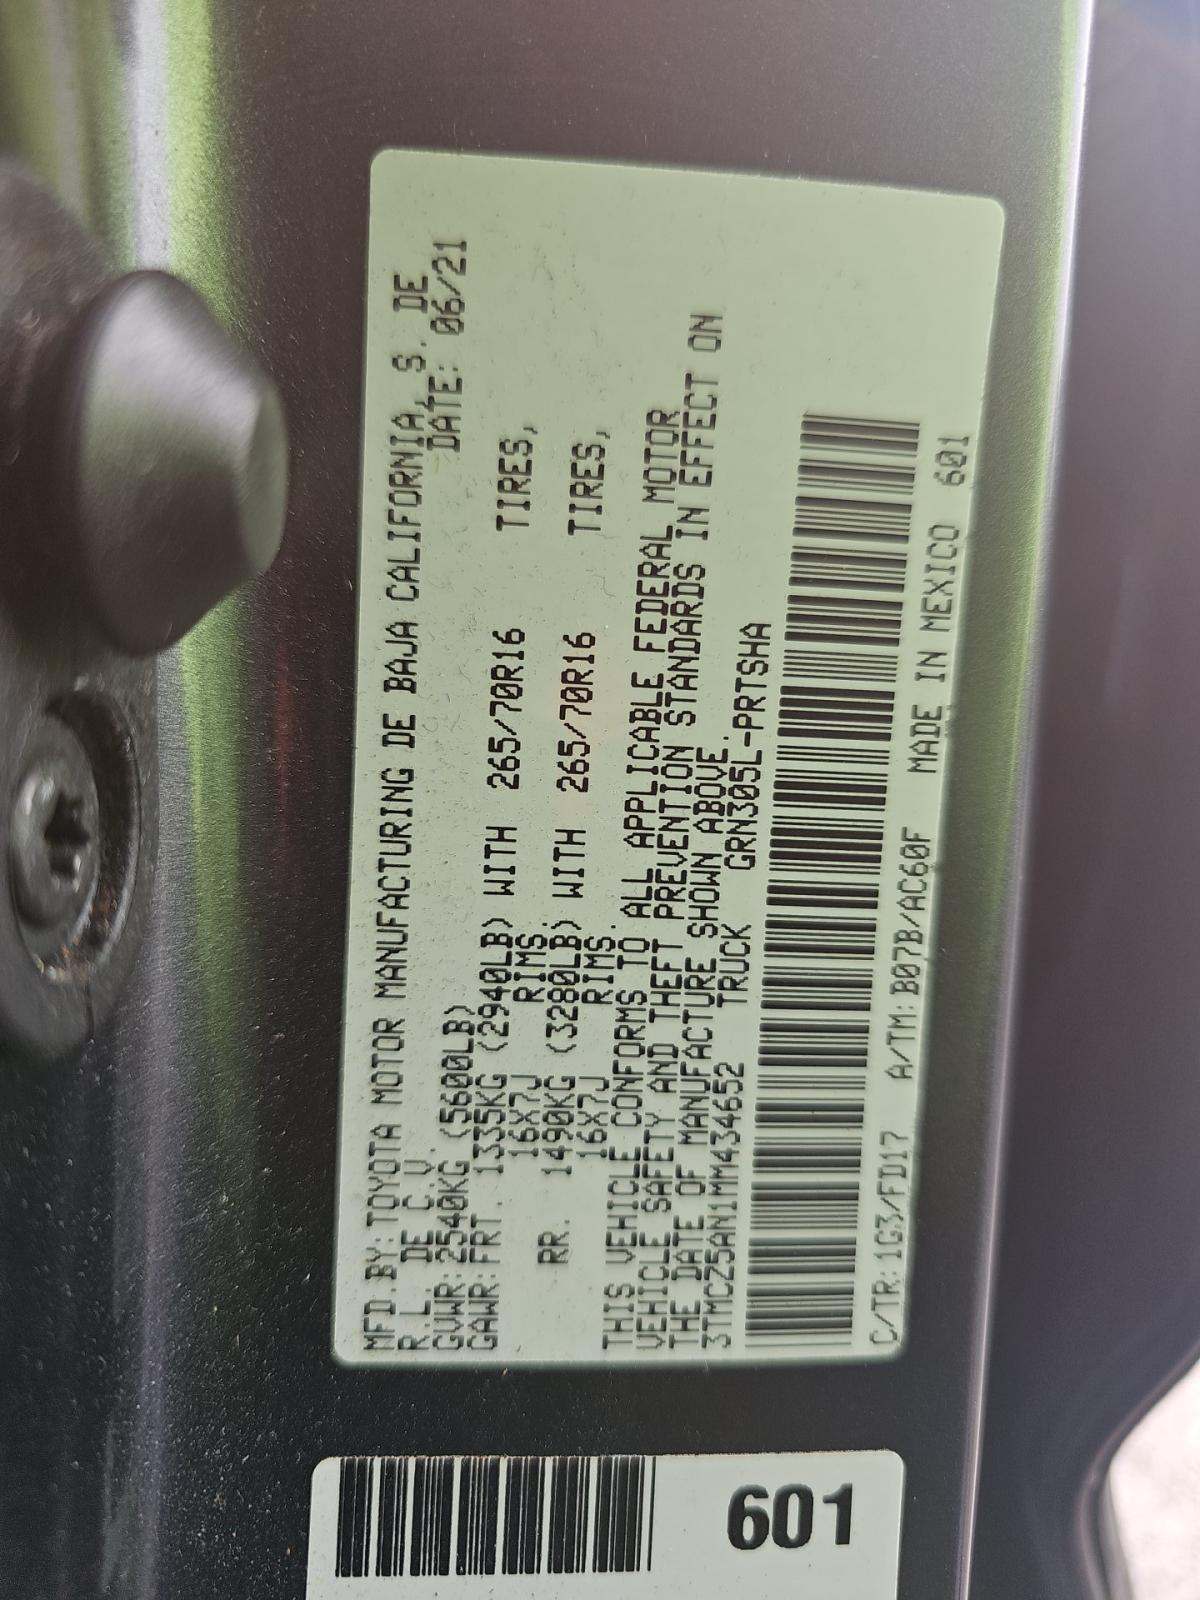 MFD.BY:TOYOTA MOTOR MANUFACTURING DE BAJA CALIFORNIA, S. DE
R.L. DE C.V. DATE: 06/21
GVWR:2540KG (5600LB)
GAWR:FRT. 1335KG (2940LB) WITH 265/70R16 TIRES,
16X7J RIMS
RR. 1490KG (3280LB) WITH 265/70R16 TIRES,
16X7J RIMS.
THIS VEHICLE CONFORMS TO ALL APPLICABLE FEDERAL MOTOR
VEHICLE SAFETY AND THEFT PREVENTION STANDARDS IN EFFECT ON
THE DATE OF MANUFACTURE SHOWN ABOVE.
3TMCZ5AN1MM434652 TRUCK GRN305L-PRTSHA
C/TR:1G3/FD17 A/TM:B07B/AC60F MADE IN MEXICO 601
601